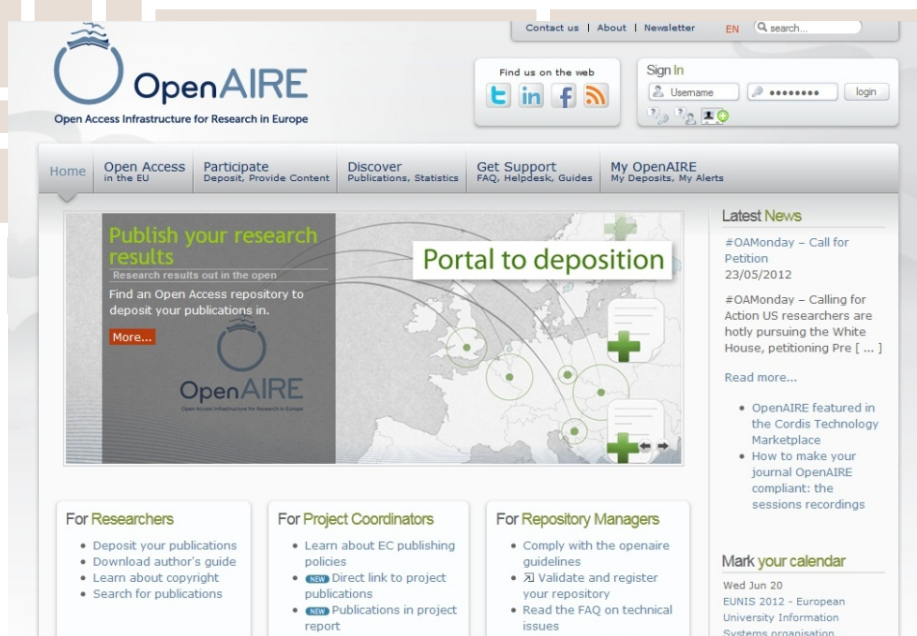 Contact us | About | Newsletter
EN
search...
OpenAIRE
Open Access Infrastructure for Research in Europe
Find us on the web
Sign In
Username
login
Home
Open Access
in the EU
Participate
Deposit, Provide Content
Discover
Publications, Statistics
Get Support
FAQ, Helpdesk, Guides
My OpenAIRE
My Deposits, My Alerts
Publish your research
results
Research results out in the open
Find an Open Access repository to
deposit your publications in.
More...
OpenAIRE
Open Access Infrastructure for Research in Europe
Portal to deposition
Latest News
#OAMonday – Call for
Petition
23/05/2012
#OAMonday – Calling for
Action US researchers are
hotly pursuing the White
House, petitioning Pre [ ... ]
Read more...
• OpenAIRE featured in
the Cordis Technology
Marketplace
• How to make your
journal OpenAIRE
compliant: the
sessions recordings
For Researchers
• Deposit your publications
• Download author's guide
• Learn about copyright
• Search for publications
For Project Coordinators
• Learn about EC publishing
policies
• NEW Direct link to project
publications
• NEW Publications in project
report
For Repository Managers
• Comply with the openaire
guidelines
• Validate and register
your repository
• Read the FAQ on technical
issues
Mark your calendar
Wed Jun 20
EUNIS 2012 - European
University Information
Systems organisation